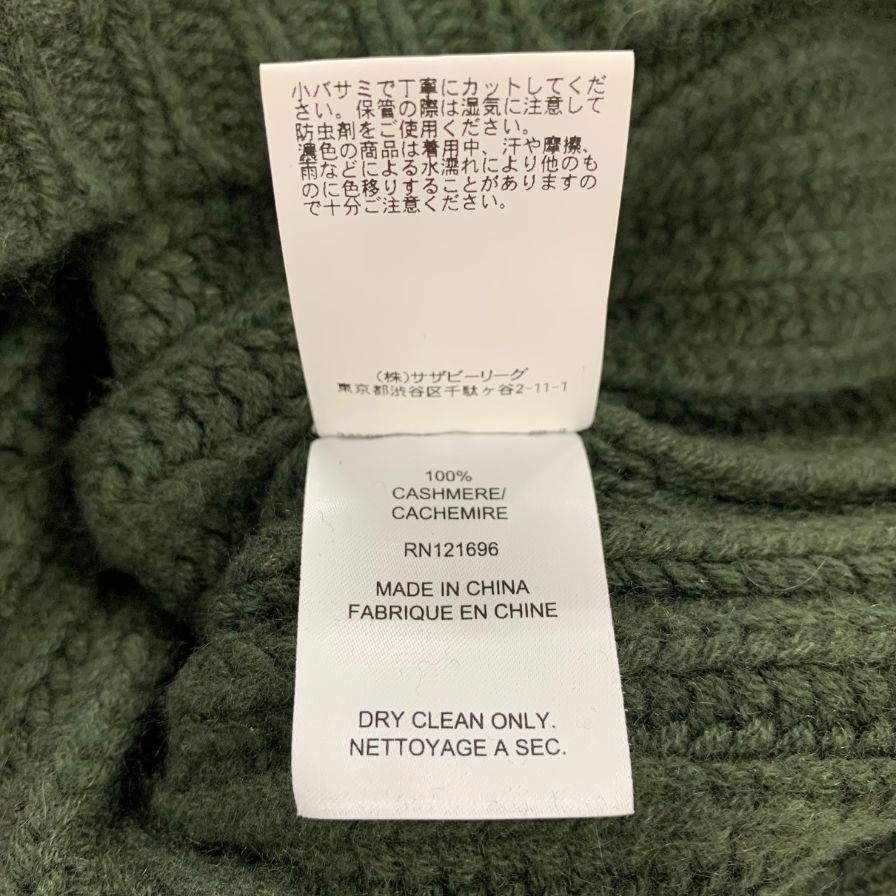 小バサミで丁寧にカットしてくだ
さい。保管の際は湿気に注意して
防虫剤をご使用ください。
濃色の商品は着用中、汗や摩擦、
雨などによる水濡れにより他のも
のに色移りすることがありますの
で十分ご注意ください。
(株)サザビーリーグ
東京都渋谷区千駄ヶ谷2-11-1
100%
CASHMERE/
CACHEMIRE
RN121696
MADE IN CHINA
FABRIQUE EN CHINE
DRY CLEAN ONLY.
NETTOYAGE A SEC.